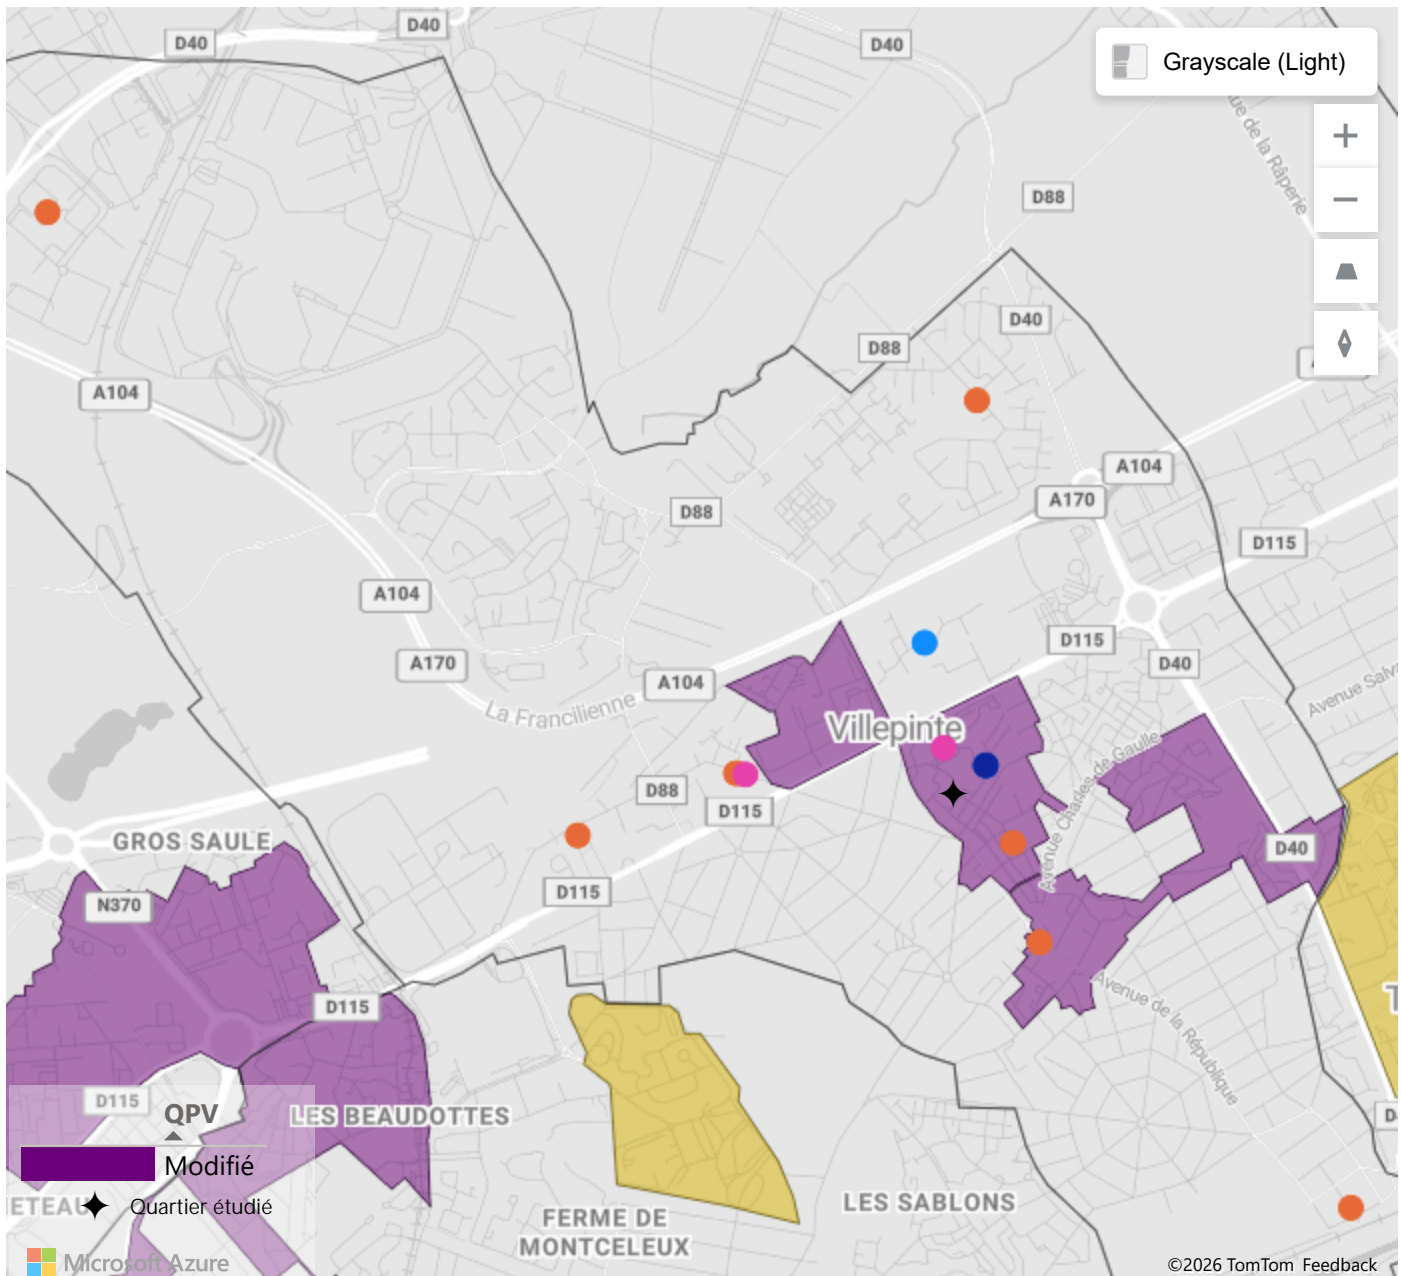 D40
D40
D40
Grayscale (Light)
ue de la Râperie
D88
D40
D88
A104
A104
A170
D88
D115
A104
D115
A170
D40
A104
Avenue Salva
La Francilienne
Villepinte
Avenue Charles de Gaulle
D88
D115
GROS SAULE
D40
D115
N370
Avenue de la République
D115
T
D115
QPV
LES BEAUDOTTES
D
Modifié
Quartier étudié
ETEAU
LES SABLONS
FERME DE
MONTCELEUX
Microsoft Azure
©2026 TomTom Feedback